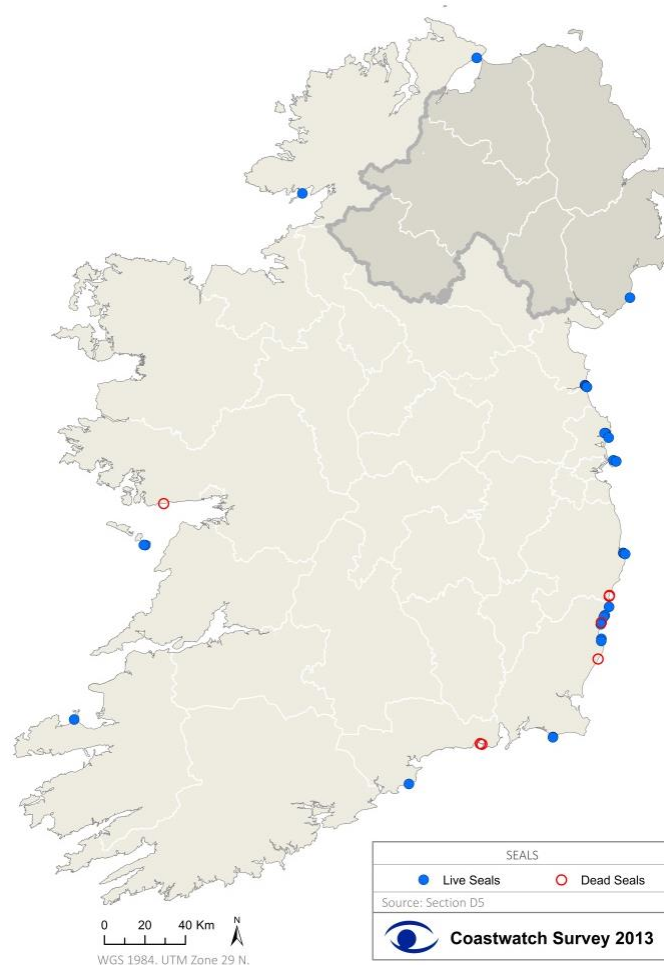 SEALS
Live Seals
Dead Seals
Source: Section D5
Coastwatch Survey 2013
0 20 40 Km
N
WGS 1984. UTM Zone 29 N.